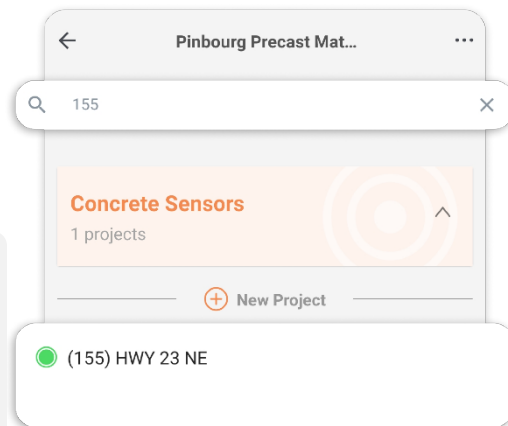 Pinbourg Precast Mat...
155
Concrete Sensors
1 projects
New Project
(155) HWY 23 NE